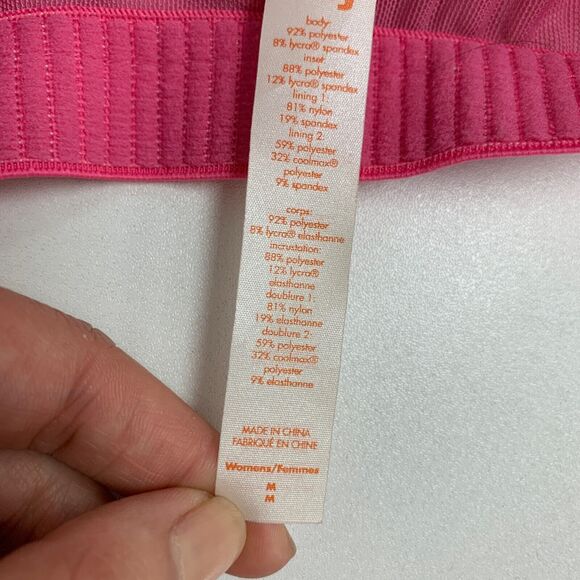 body:
92% polyester
8% lycra® spandex
inset:
88% polyester
12% lycra® spandex
lining 1:
81% nylon
19% spandex
lining 2:
59% polyester
32% coolmax®
polyester
9% spandex
corps:
92% polyester
8% lycra® elasthanne
incrustation:
88% polyester
12% lycra®
elasthanne
doublure 1:
81% nylon
19% elasthanne
doublure 2:
59% polyester
32% coolmax®
polyester
9% elasthanne
MADE IN CHINA
FABRIQUÉ EN CHINE
Womens/Femmes
M
M